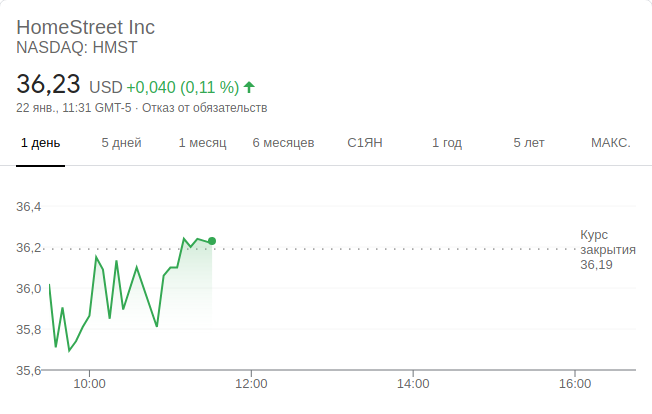 HomeStreet Inc
NASDAQ: HMST
36,23 USD +0,040 (0,11 %)
22 янв., 11:31 GMT-5 · Отказ от обязательств
1 день 5 дней 1 месяц 6 месяцев С1ЯН 1 год 5 лет МАКС.
36,4
36,2
36,0
35,8
35,6
Курс
закрытия
36,19
10:00 12:00 14:00 16:00